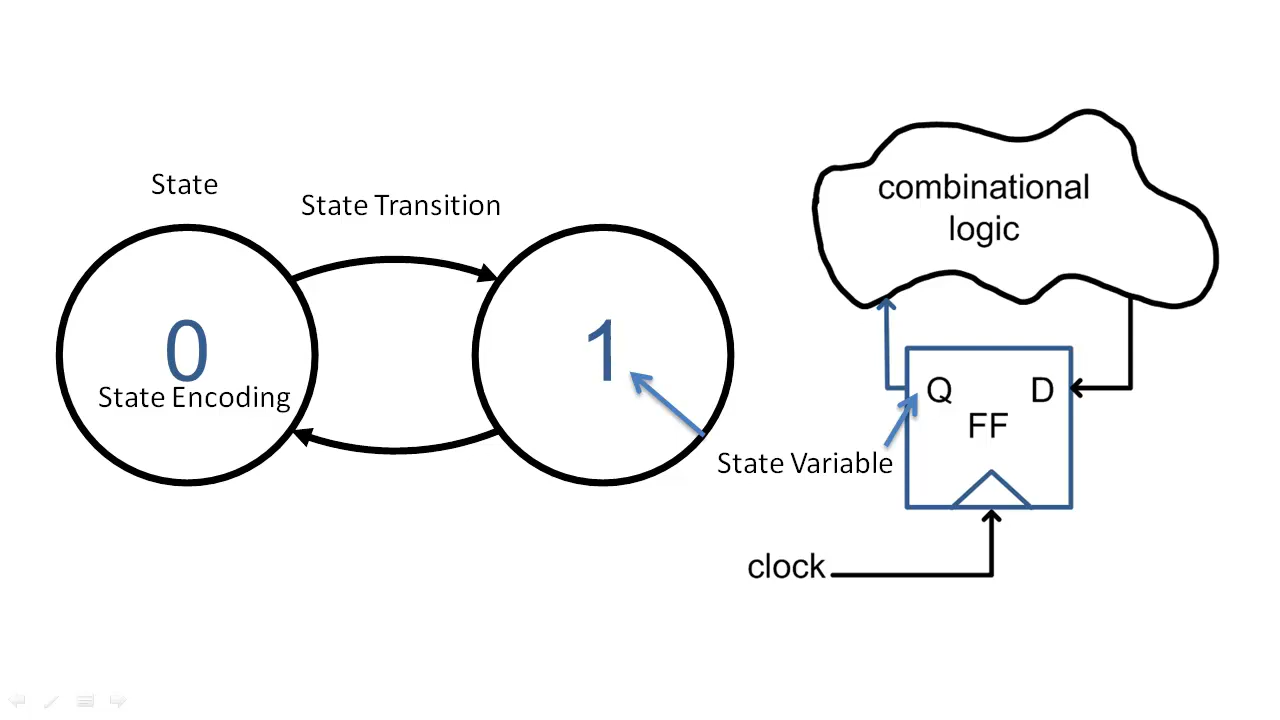 State
State Transition
0
State Encoding
1
State Variable
combinational
logic
Q
D
FF
clock